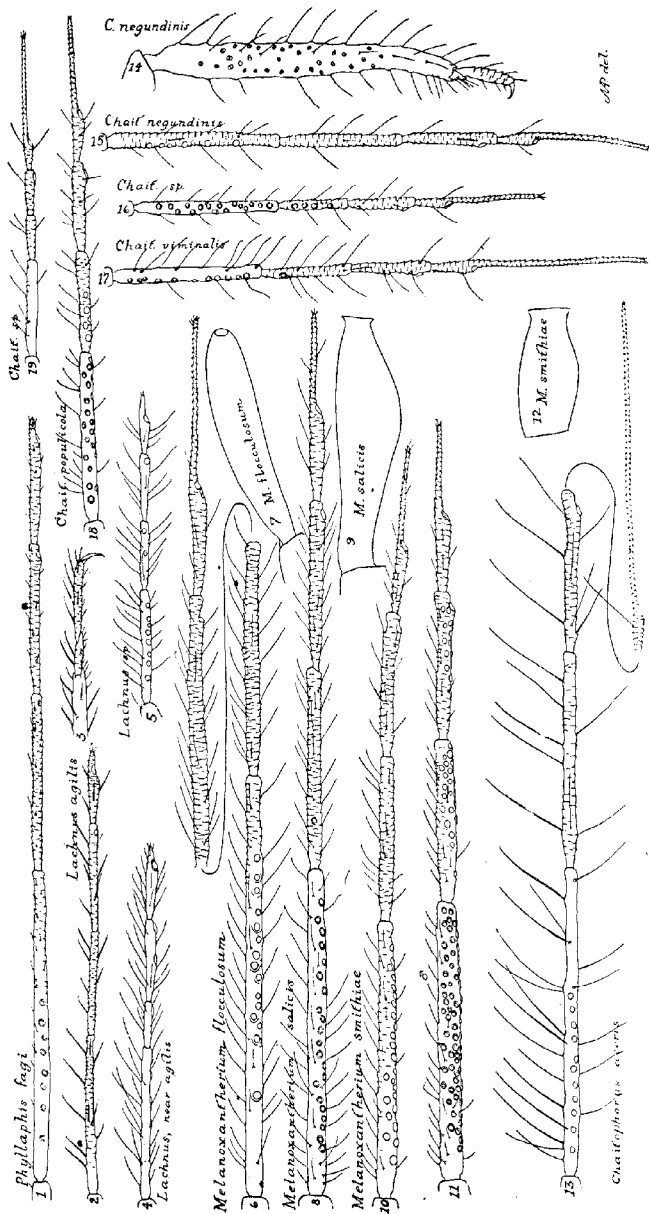 C. negundinis
14
A.P. del.
15
Chait negundinis
Chait. sp.
16
Chait. viminalis
17
Chait. sp.
19
Chait. populicola
18
Phyllaphis fagi
1
Lachnus agilis
2
3
Lachnus, near agilis
4
Lachnus sp.
5
Melanoxantherium flocculosum
6
M. flocculosum
7
Melanoxantherium salicis
8
M. salicis
9
Melanoxantherium smithiae
10
♂
11
12 M. smithiae
Chaitophorus aceris
13